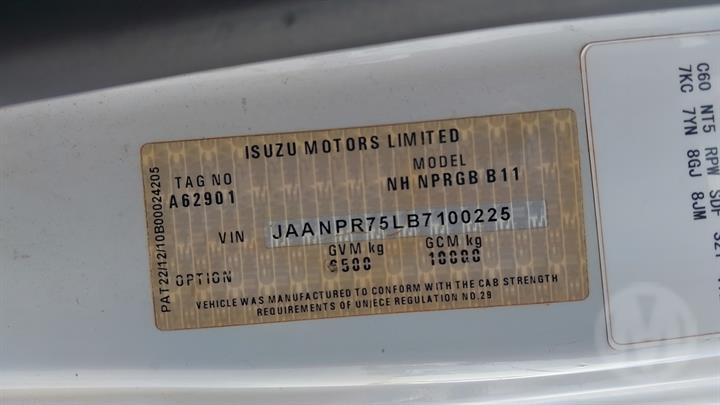 ISUZU MOTORS LIMITED
TAG NO
MODEL
A62901
NH NPRGB B11
VIN JAANPR75LB7100225
GVM kg GCM kg
OPTION
VEHICLE WAS MANUFACTURED TO CONFORM WITH THE CAB STRENGTH
REQUIREMENTS OF UN/ECE REGULATION NO.29
PAT22/12/10B00024205
C60 NT5 RPW SDF
7KC 7YN 8GJ 8JM